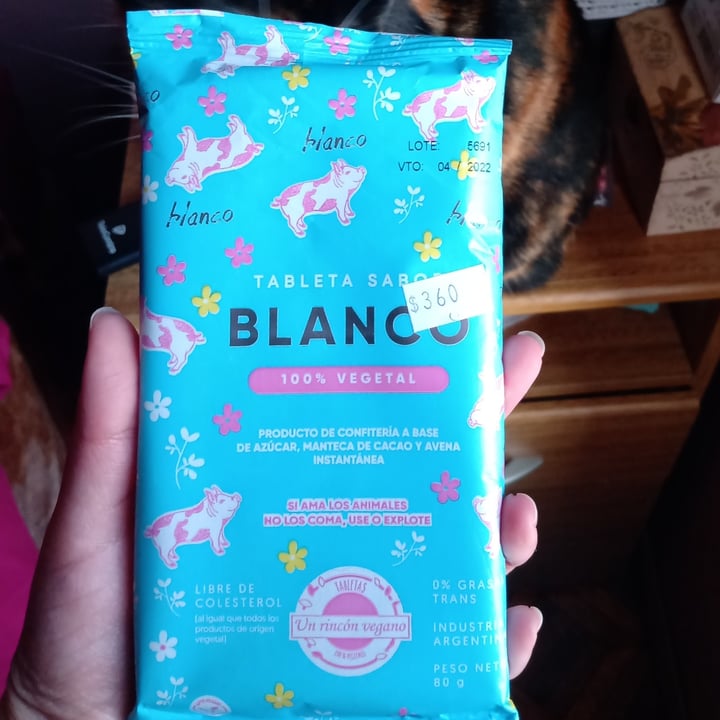 blanco
LOTE: 5691
VTO: 04 / 2022
blanco
TABLETA SABOR
$360
BLANCO
100% VEGETAL
PRODUCTO DE CONFITERÍA A BASE
DE AZÚCAR, MANTECA DE CACAO Y AVENA
INSTANTÁNEA
SI AMA LOS ANIMALES
NO LOS COMA, USE O EXPLOTE
LIBRE DE
COLESTEROL
(al igual que todos los
productos de origen
vegetal)
TABLETAS
Un rincón vegano
0% GRAS
TRANS
INDUSTRI
ARGENTIN
PESO NET
80 g